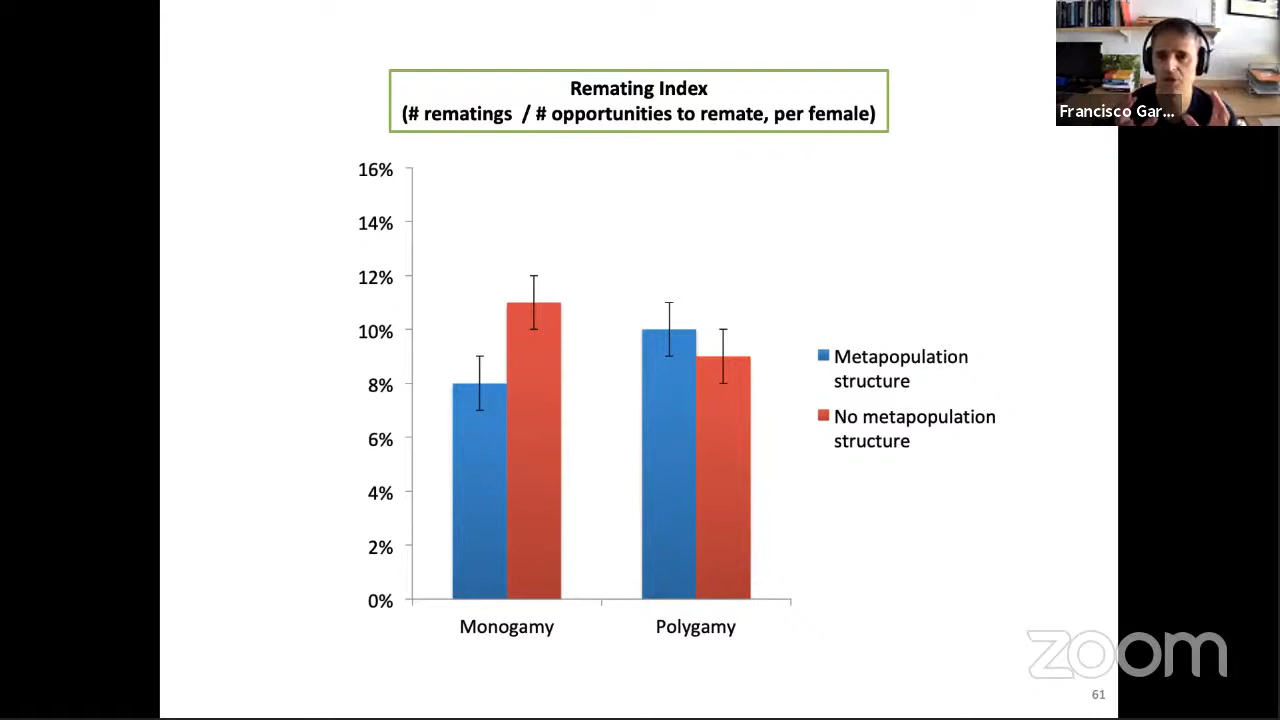 Remating Index
(# rematings / # opportunities to remate, per female)
Francisco Gar...
16%
14%
12%
10%
8%
6%
4%
2%
0%
Metapopulation
structure
No metapopulation
structure
Monogamy
Polygamy
zoom
61